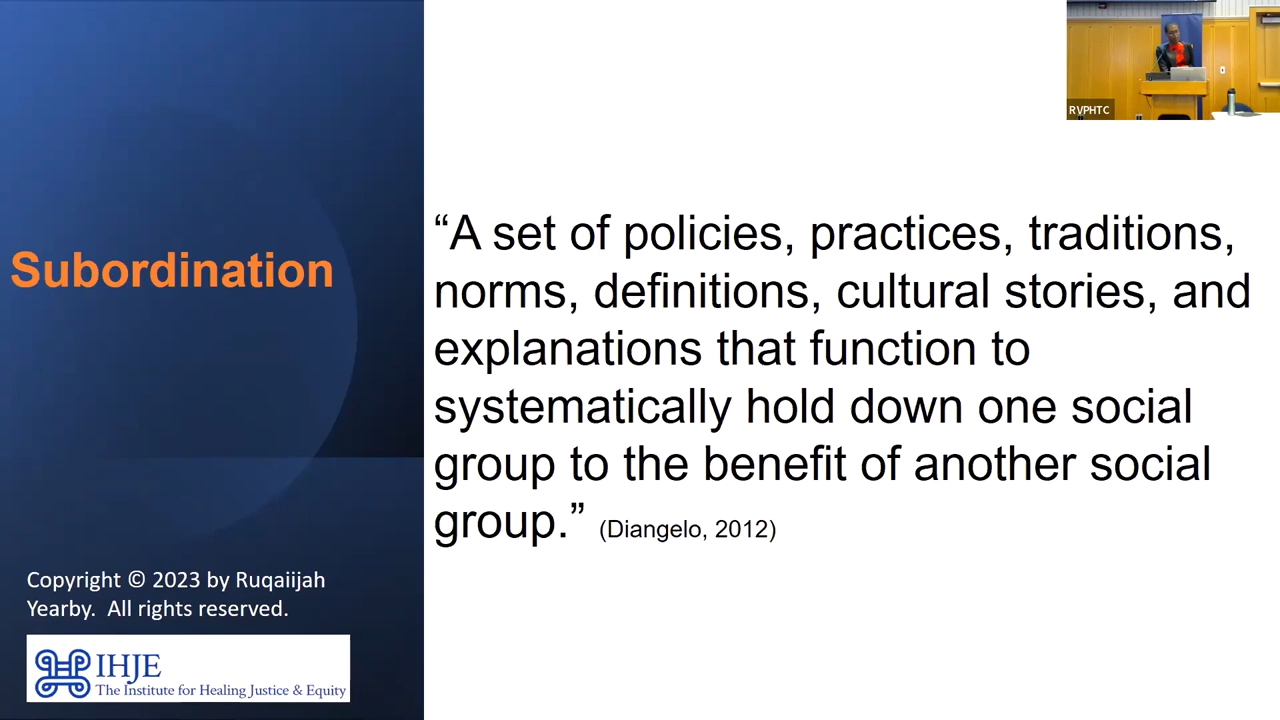 RVPHTC
Subordination
“A set of policies, practices, traditions,
norms, definitions, cultural stories, and
explanations that function to
systematically hold down one social
group to the benefit of another social
group.” (Diangelo, 2012)
Copyright © 2023 by Ruqaiijah
Yearby.  All rights reserved.
IHJE
The Institute for Healing Justice & Equity